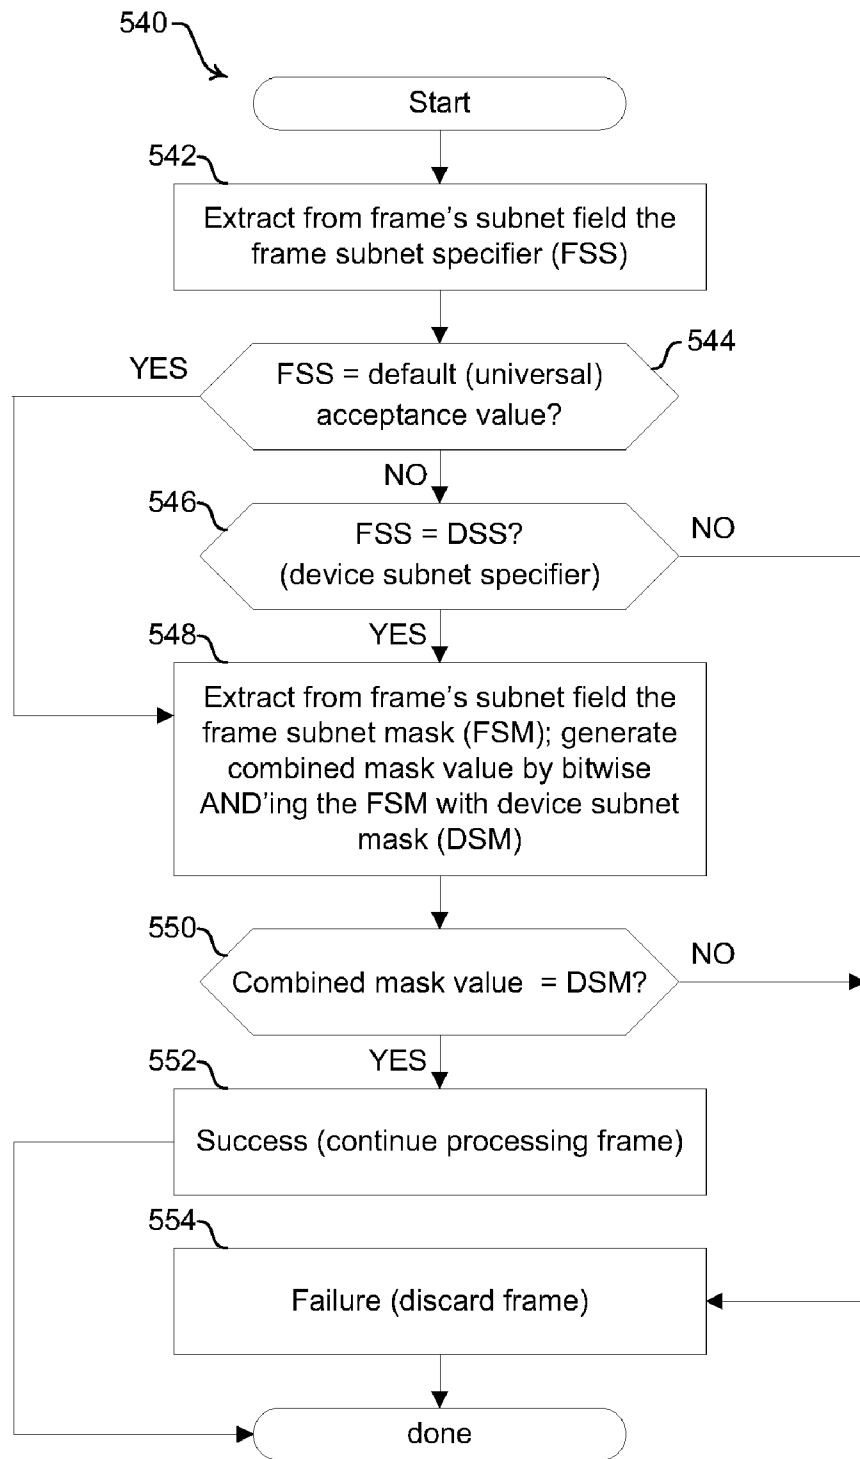 540
Start
542
Extract from frame's subnet field the
frame subnet specifier (FSS)
YES
544
FSS = default (universal)
acceptance value?
NO
546
FSS = DSS?
(device subnet specifier)
NO
YES
548
Extract from frame's subnet field the
frame subnet mask (FSM); generate
combined mask value by bitwise
AND'ing the FSM with device subnet
mask (DSM)
550
Combined mask value = DSM?
NO
YES
552
Success (continue processing frame)
554
Failure (discard frame)
done